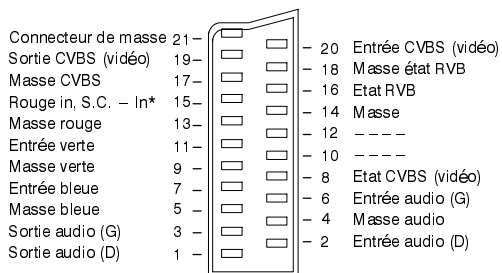 Connecteur de masse 21 –
Sortie CVBS (vidéo) 19 –
Masse CVBS 17 –
Rouge in, S.C. – In* 15 –
Masse rouge 13 –
Entrée verte 11 –
Masse verte 9 –
Entrée bleue 7 –
Masse bleue 5 –
Sortie audio (G) 3 –
Sortie audio (D) 1 –
– 20 Entrée CVBS (vidéo)
– 18 Masse état RVB
– 16 Etat RVB
– 14 Masse
– 12 – – – –
– 10 – – – –
– 8 Etat CVBS (vidéo)
– 6 Entrée audio (G)
– 4 Masse audio
– 2 Entrée audio (D)